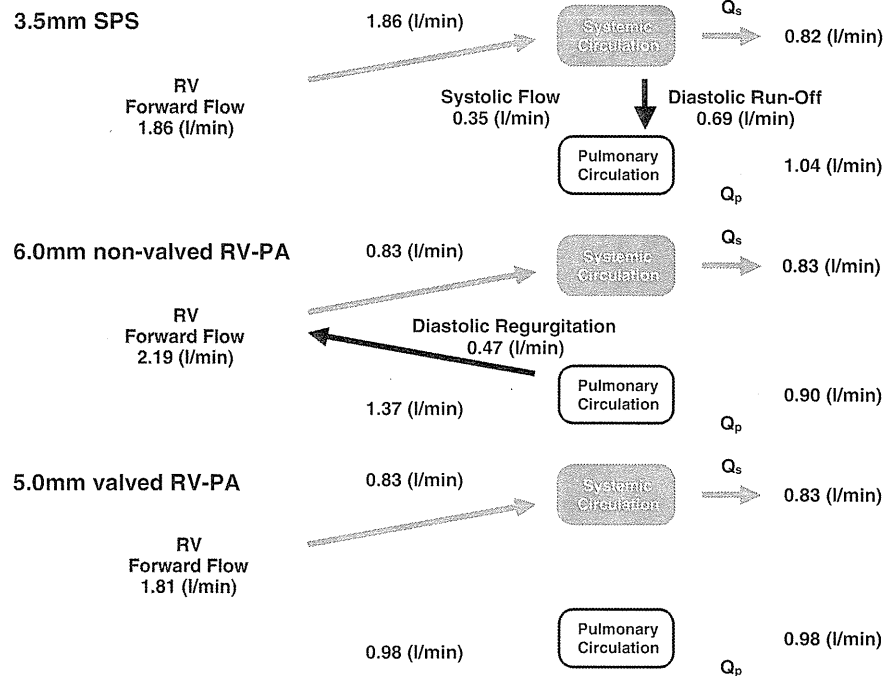 3.5mm SPS
1.86 (l/min)
Systemic
Circulation
Qs
0.82 (l/min)
RV
Forward Flow
1.86 (l/min)
Systolic Flow
0.35 (l/min)
Diastolic Run-Off
0.69 (l/min)
Pulmonary
Circulation
1.04 (l/min)
Qp
6.0mm non-valved RV-PA
0.83 (l/min)
Systemic
Circulation
Qs
0.83 (l/min)
RV
Forward Flow
2.19 (l/min)
Diastolic Regurgitation
0.47 (l/min)
1.37 (l/min)
Pulmonary
Circulation
0.90 (l/min)
Qp
5.0mm valved RV-PA
0.83 (l/min)
Systamic
Circulation
Qs
0.83 (l/min)
RV
Forward Flow
1.81 (l/min)
0.98 (l/min)
Pulmonary
Circulation
0.98 (l/min)
Qp